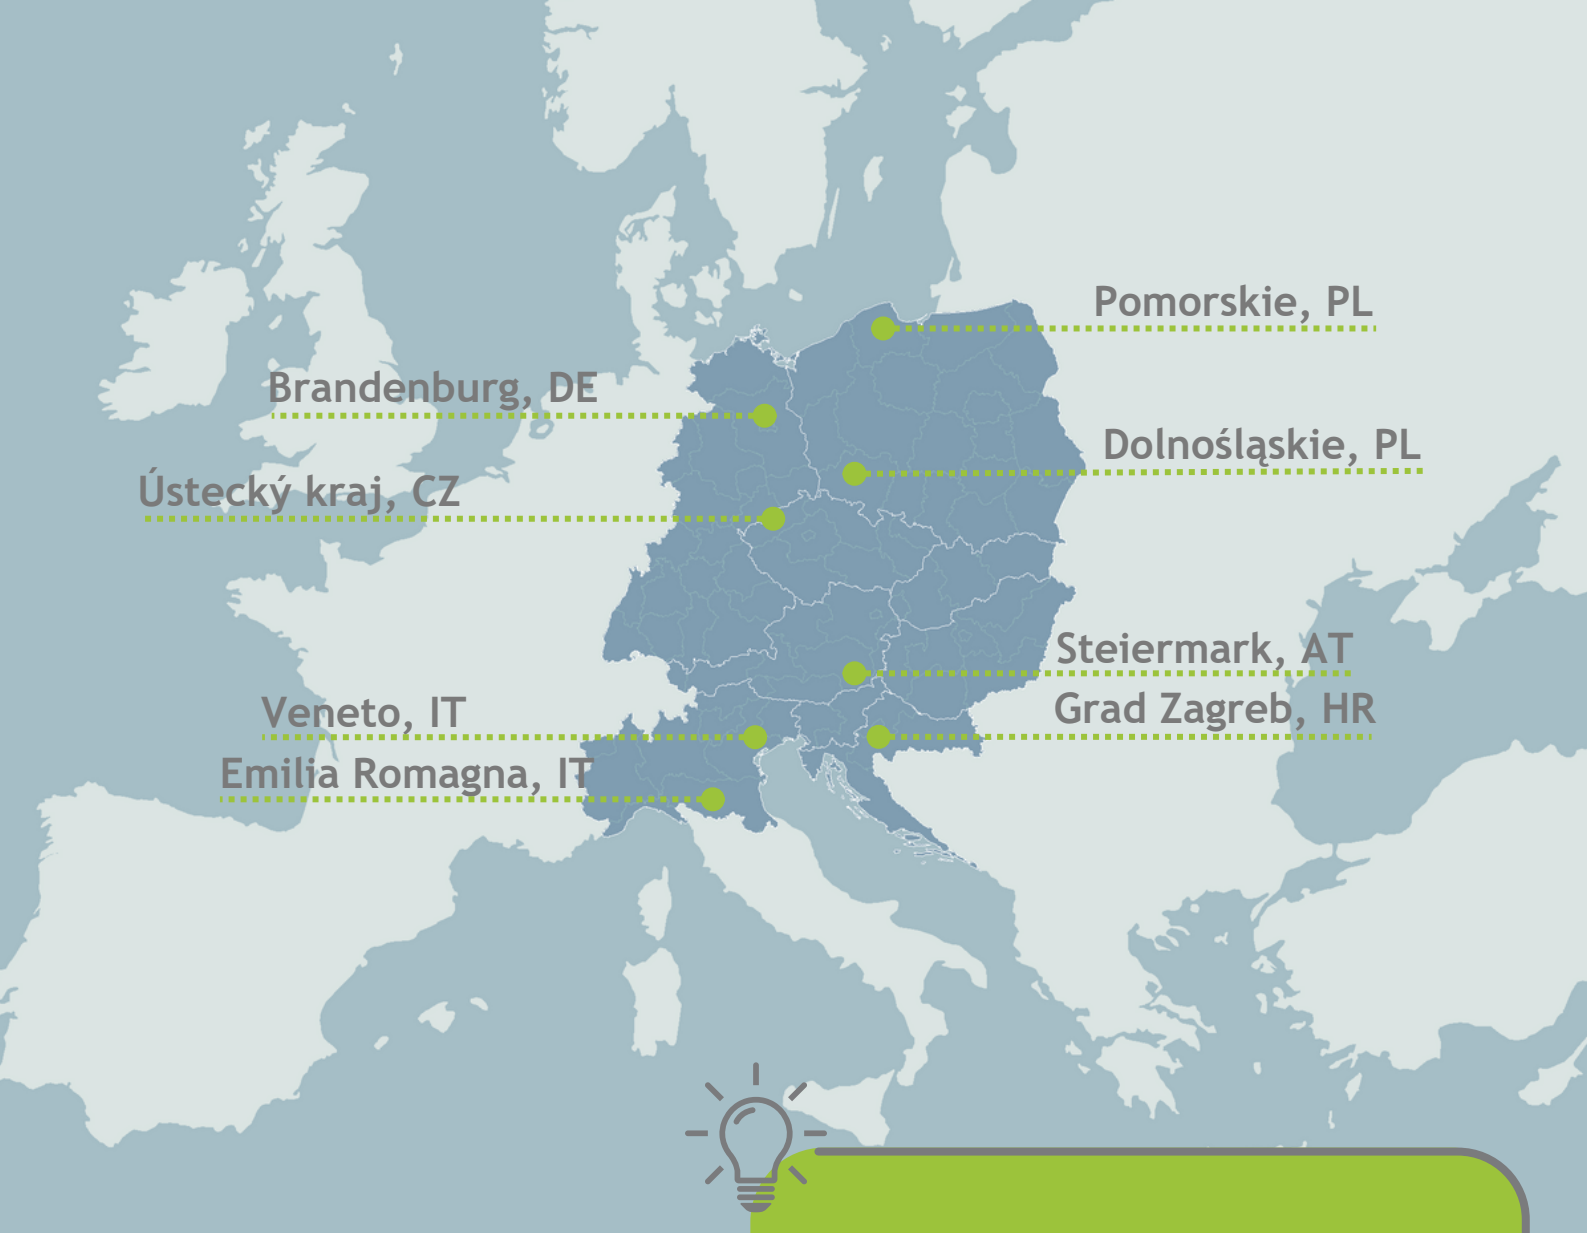 Pomorskie, PL
Brandenburg, DE
Dolnośląskie, PL
Ústecký kraj, CZ
Steiermark, AT
Veneto, IT
Grad Zagreb, HR
Emilia Romagna, IT